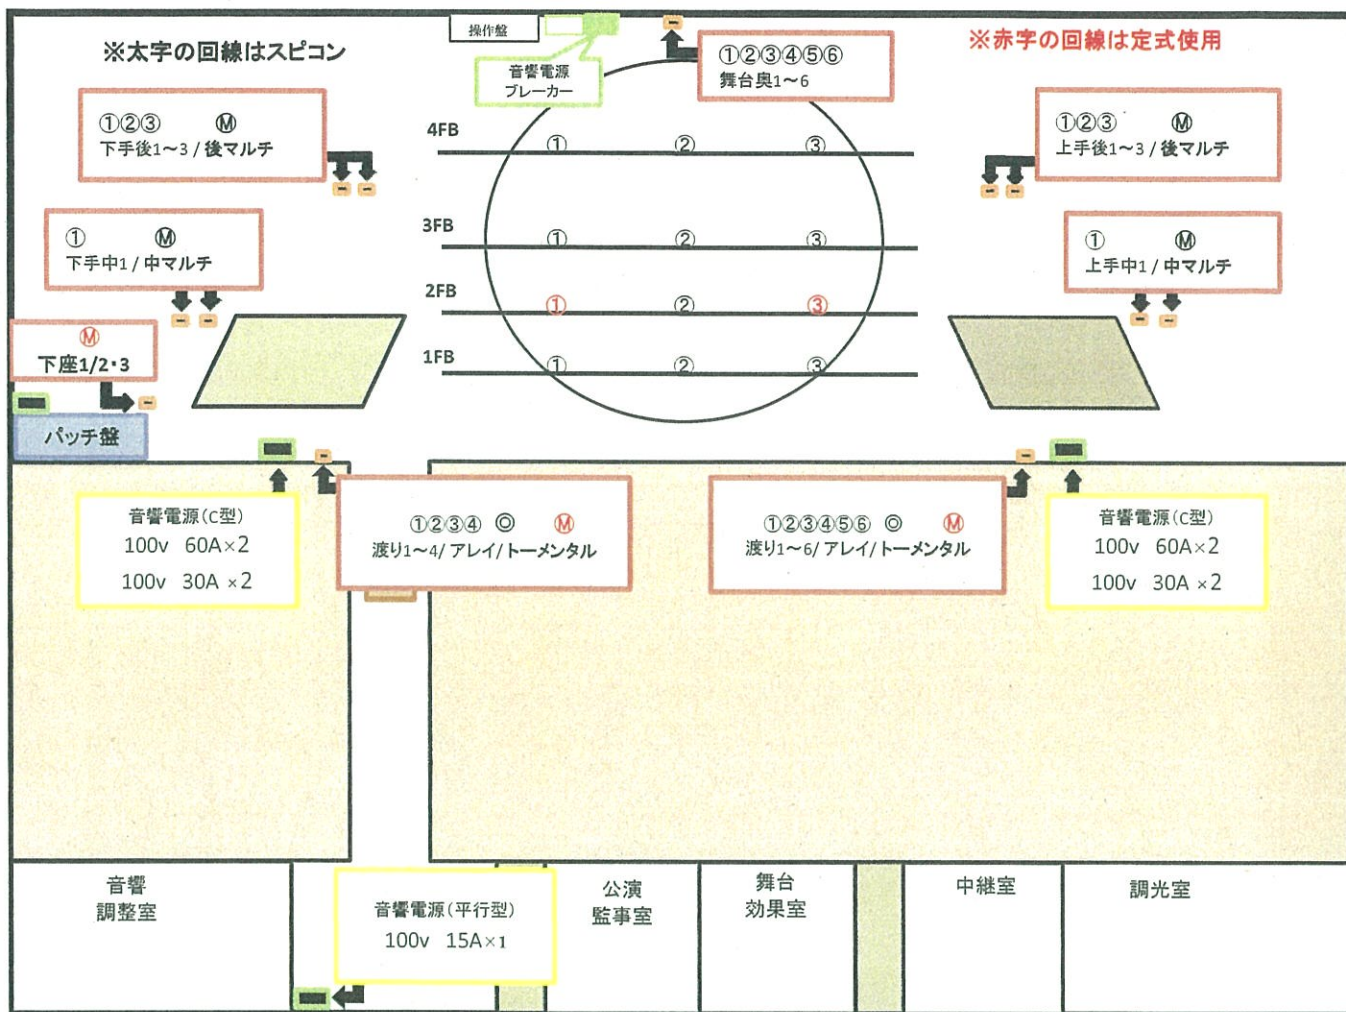 ※太字の回線はスピコン
操作盤
音響電源
ブレーカー
①②③④⑤⑥
舞台奥1～6
※赤字の回線は定式使用
①②③ Ⓜ
下手後1～3 / 後マルチ
4FB
① ② ③
①②③ Ⓜ
上手後1～3 / 後マルチ
① Ⓜ
下手中1 / 中マルチ
3FB
① ② ③
① Ⓜ
上手中1 / 中マルチ
2FB
① ② ③
Ⓜ
下座1/2・3
1FB
① ② ③
パッチ盤
音響電源(C型)
100v 60A×2
100v 30A ×2
①②③④ ◎ Ⓜ
渡り1～4/ アレイ/トーメンタル
①②③④⑤⑥ ◎ Ⓜ
渡り1～6/ アレイ/トーメンタル
音響電源(C型)
100v 60A×2
100v 30A ×2
音響
調整室
音響電源(平行型)
100v 15A×1
公演
監事室
舞台
効果室
中継室
調光室